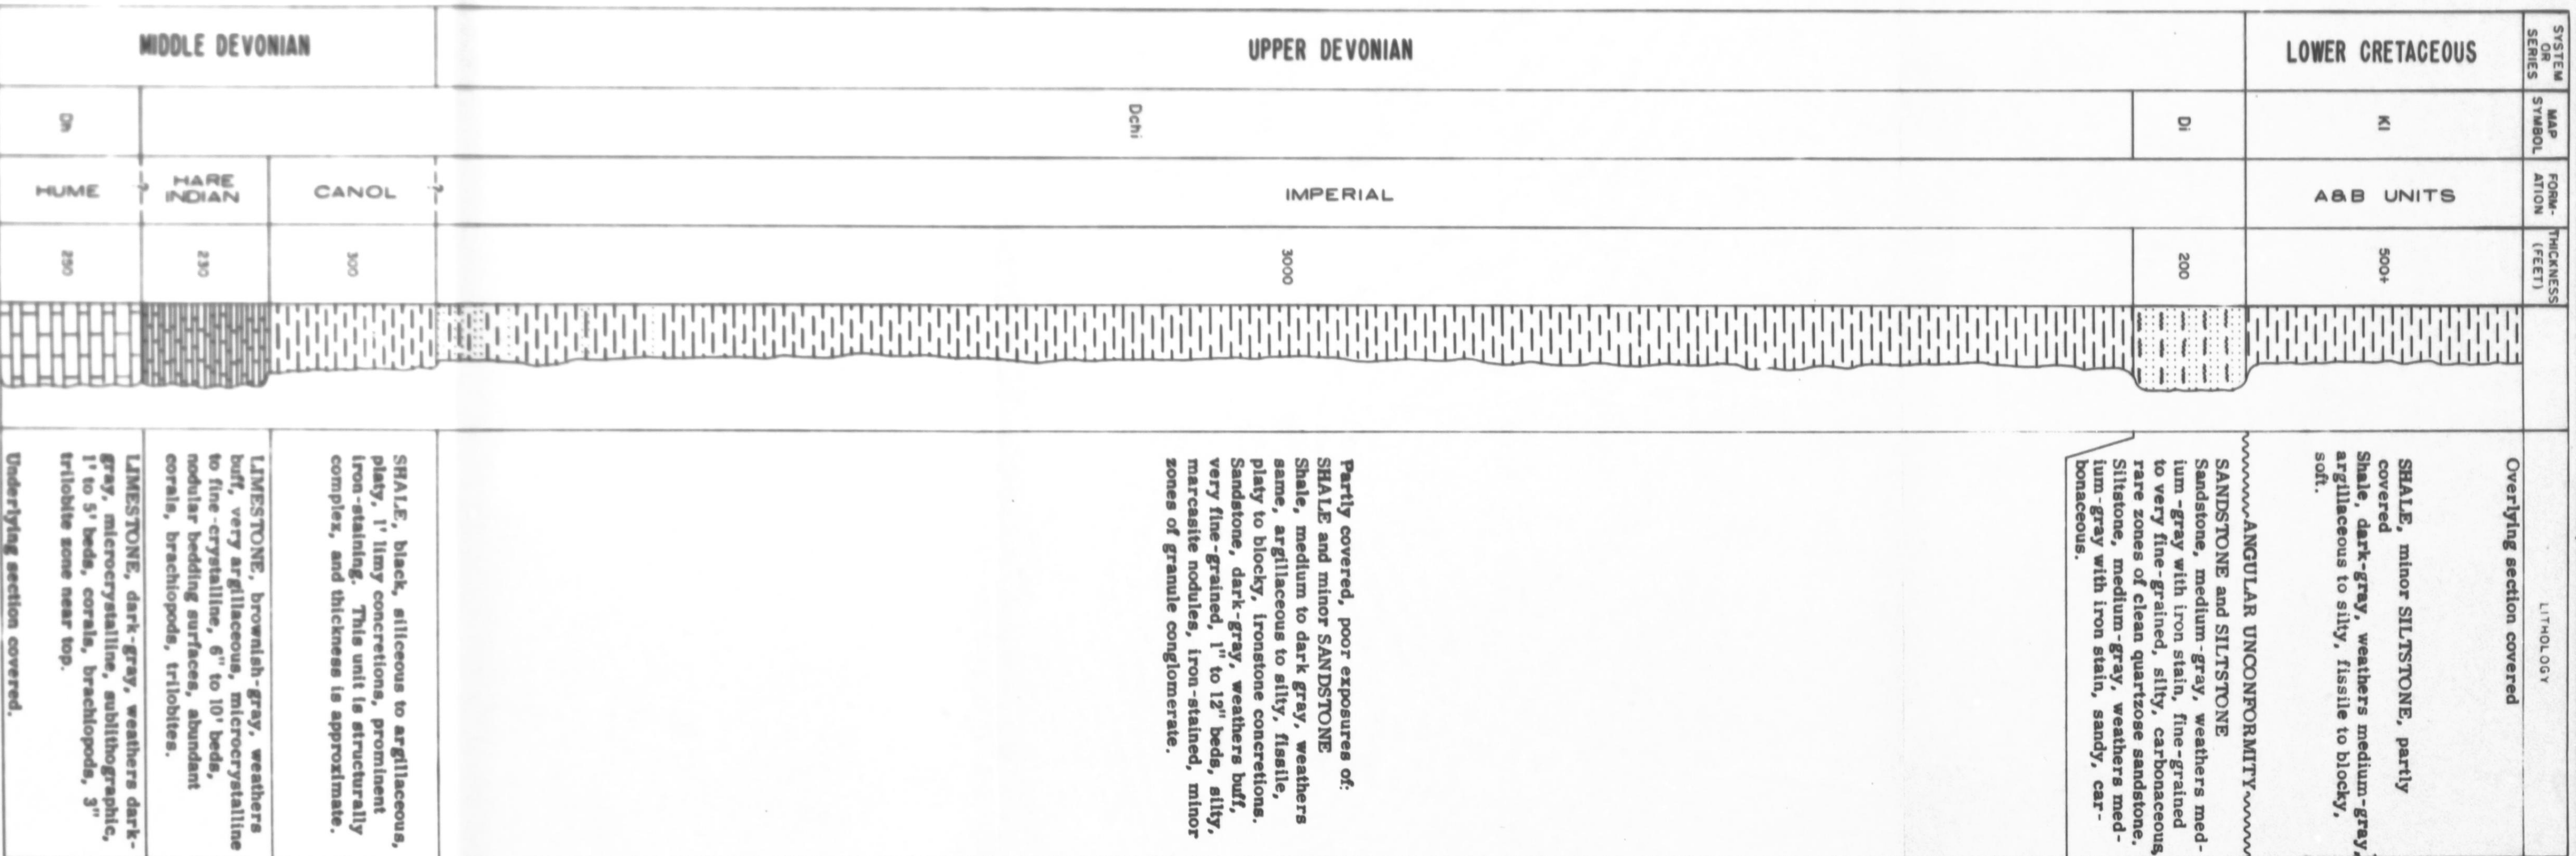 SYSTEM
OR
SERIES
MAP
SYMBOL
FORM-
ATION
THICKNESS
(FEET)
LITHOLOGY
LOWER CRETACEOUS
Kl
A&B UNITS
500+
Overlying section covered
SHALE, minor SILTSTONE, partly
covered
Shale, dark-gray, weathers medium-gray,
argillaceous to silty, fissile to blocky,
soft.
ANGULAR UNCONFORMITY
UPPER DEVONIAN
Di
200
SANDSTONE and SILTSTONE
Sandstone, medium-gray, weathers med-
ium-gray with iron stain, fine-grained
to very fine-grained, silty, carbonaceous,
rare zones of clean quartzose sandstone.
Siltstone, medium-gray, weathers med-
ium-gray with iron stain, sandy, car-
bonaceous.
Dchi
IMPERIAL
3000
Partly covered, poor exposures of:
SHALE and minor SANDSTONE
Shale, medium to dark gray, weathers
same, argillaceous to silty, fissile,
platy to blocky, ironstone concretions.
Sandstone, dark-gray, weathers buff,
very fine-grained, 1" to 12" beds, silty,
marcasite nodules, iron-stained, minor
zones of granule conglomerate.
MIDDLE DEVONIAN
?
CANOL
300
SHALE, black, siliceous to argillaceous,
platy, 1' limy concretions, prominent
iron-staining. This unit is structurally
complex, and thickness is approximate.
HARE
INDIAN
230
LIMESTONE, brownish-gray, weathers
buff, very argillaceous, microcrystalline
to fine-crystalline, 6" to 10' beds,
nodular bedding surfaces, abundant
corals, brachiopods, trilobites.
?
Dh
HUME
250
LIMESTONE, dark-gray, weathers dark-
gray, microcrystalline, sublithographic,
1' to 5' beds, corals, brachiopods, 3"
trilobite zone near top.
Underlying section covered.